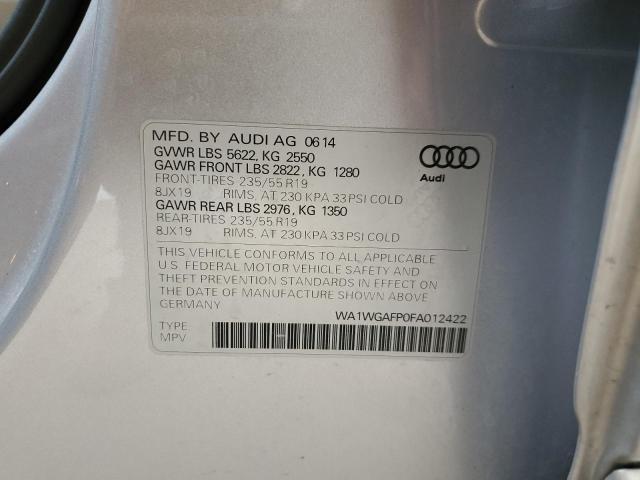 MFD. BY AUDI AG 0614
GVWR LBS 5622, KG 2550
GAWR FRONT LBS 2822, KG 1280
FRONT-TIRES 235/55 R19
8JX19 RIMS, AT 230 KPA 33 PSI COLD
GAWR REAR LBS 2976, KG 1350
REAR-TIRES 235/55 R19
8JX19 RIMS, AT 230 KPA 33 PSI COLD
Audi
THIS VEHICLE CONFORMS TO ALL APPLICABLE
U.S. FEDERAL MOTOR VEHICLE SAFETY AND
THEFT PREVENTION STANDARDS IN EFFECT ON
THE DATE OF MANUFACTURE SHOWN ABOVE
GERMANY
WA1WGAFP0FA012422
TYPE
MPV